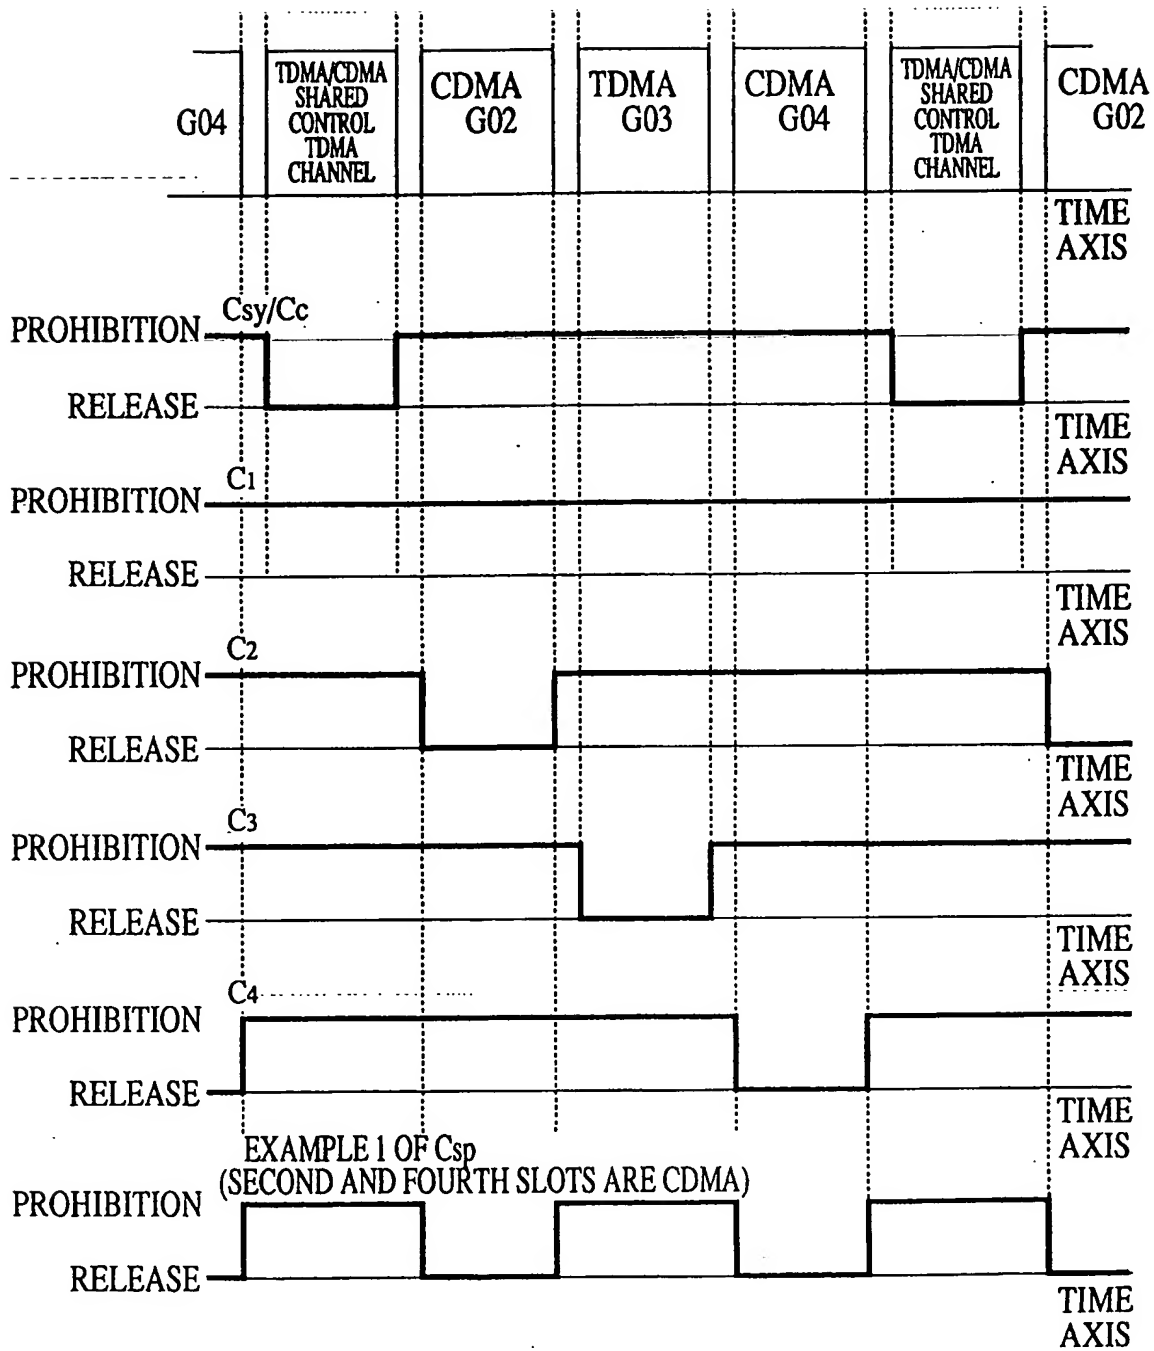 G04
TDMA/CDMA
SHARED
CONTROL
TDMA
CHANNEL
CDMA
G02
TDMA
G03
CDMA
G04
TDMA/CDMA
SHARED
CONTROL
TDMA
CHANNEL
CDMA
G02
TIME
AXIS
Csy/Cc
PROHIBITION
RELEASE
TIME
AXIS
C1
PROHIBITION
RELEASE
TIME
AXIS
C2
PROHIBITION
RELEASE
TIME
AXIS
C3
PROHIBITION
RELEASE
TIME
AXIS
C4
PROHIBITION
RELEASE
TIME
AXIS
EXAMPLE 1 OF Csp
(SECOND AND FOURTH SLOTS ARE CDMA)
PROHIBITION
RELEASE
TIME
AXIS